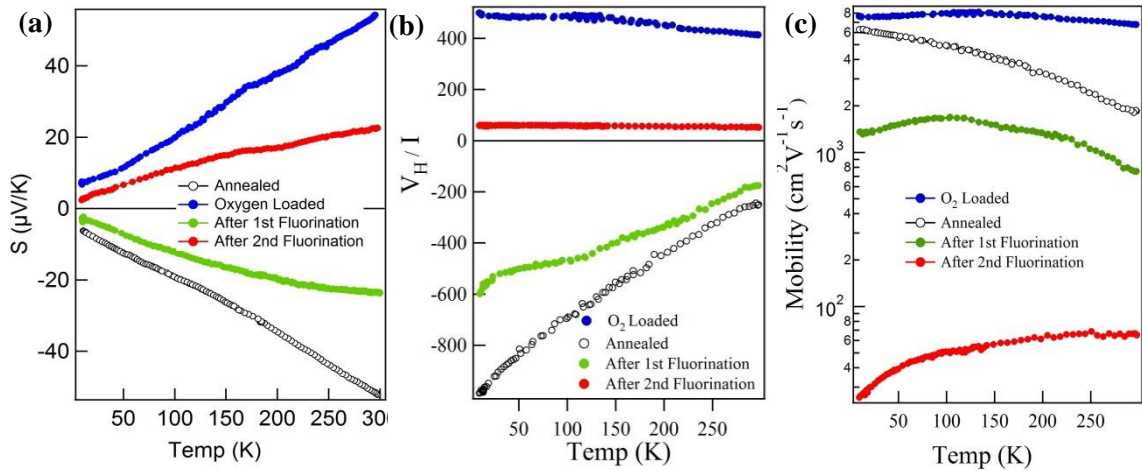 (a)
40
20
0
-20
-40
S (µV/K)
Annealed
Oxygen Loaded
After 1st Fluorination
After 2nd Fluorination
0 50 100 150 200 250 300
Temp (K)
(b)
400
200
0
-200
-400
-600
-800
V_H / I
O₂ Loaded
Annealed
After 1st Fluorination
After 2nd Fluorination
50 100 150 200 250
Temp (K)
(c)
8
6
4
2
10³
8
6
4
2
10²
8
6
4
Mobility (cm²V⁻¹s⁻¹)
O₂ Loaded
Annealed
After 1st Fluorination
After 2nd Fluorination
50 100 150 200 250
Temp (K)